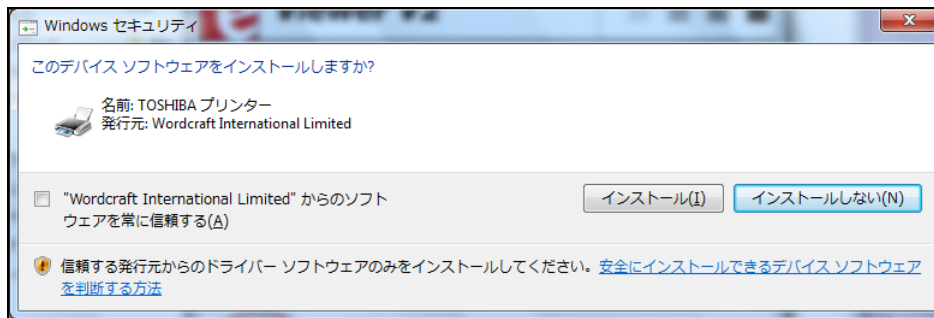 Windows セキュリティ
このデバイス ソフトウェアをインストールしますか?
名前: TOSHIBA プリンター
発行元: Wordcraft International Limited
"Wordcraft International Limited" からのソフト
ウェアを常に信頼する(A)
インストール(I)
インストールしない(N)
信頼する発行元からのドライバー ソフトウェアのみをインストールしてください。安全にインストールできるデバイス ソフトウェア
を判断する方法